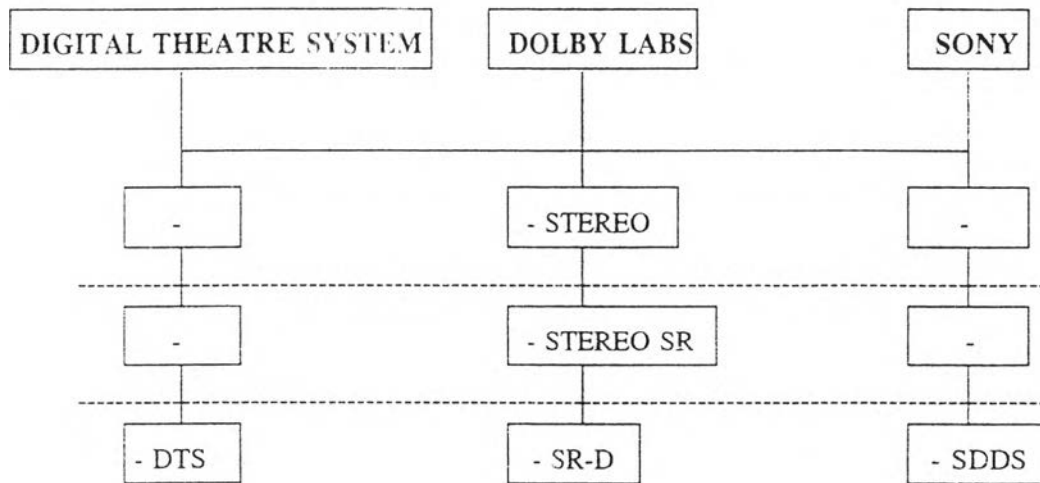 DIGITAL THEATRE SYSTEM
DOLBY LABS
SONY
-
- STEREO
-
-
- STEREO SR
-
- DTS
- SR-D
- SDDS